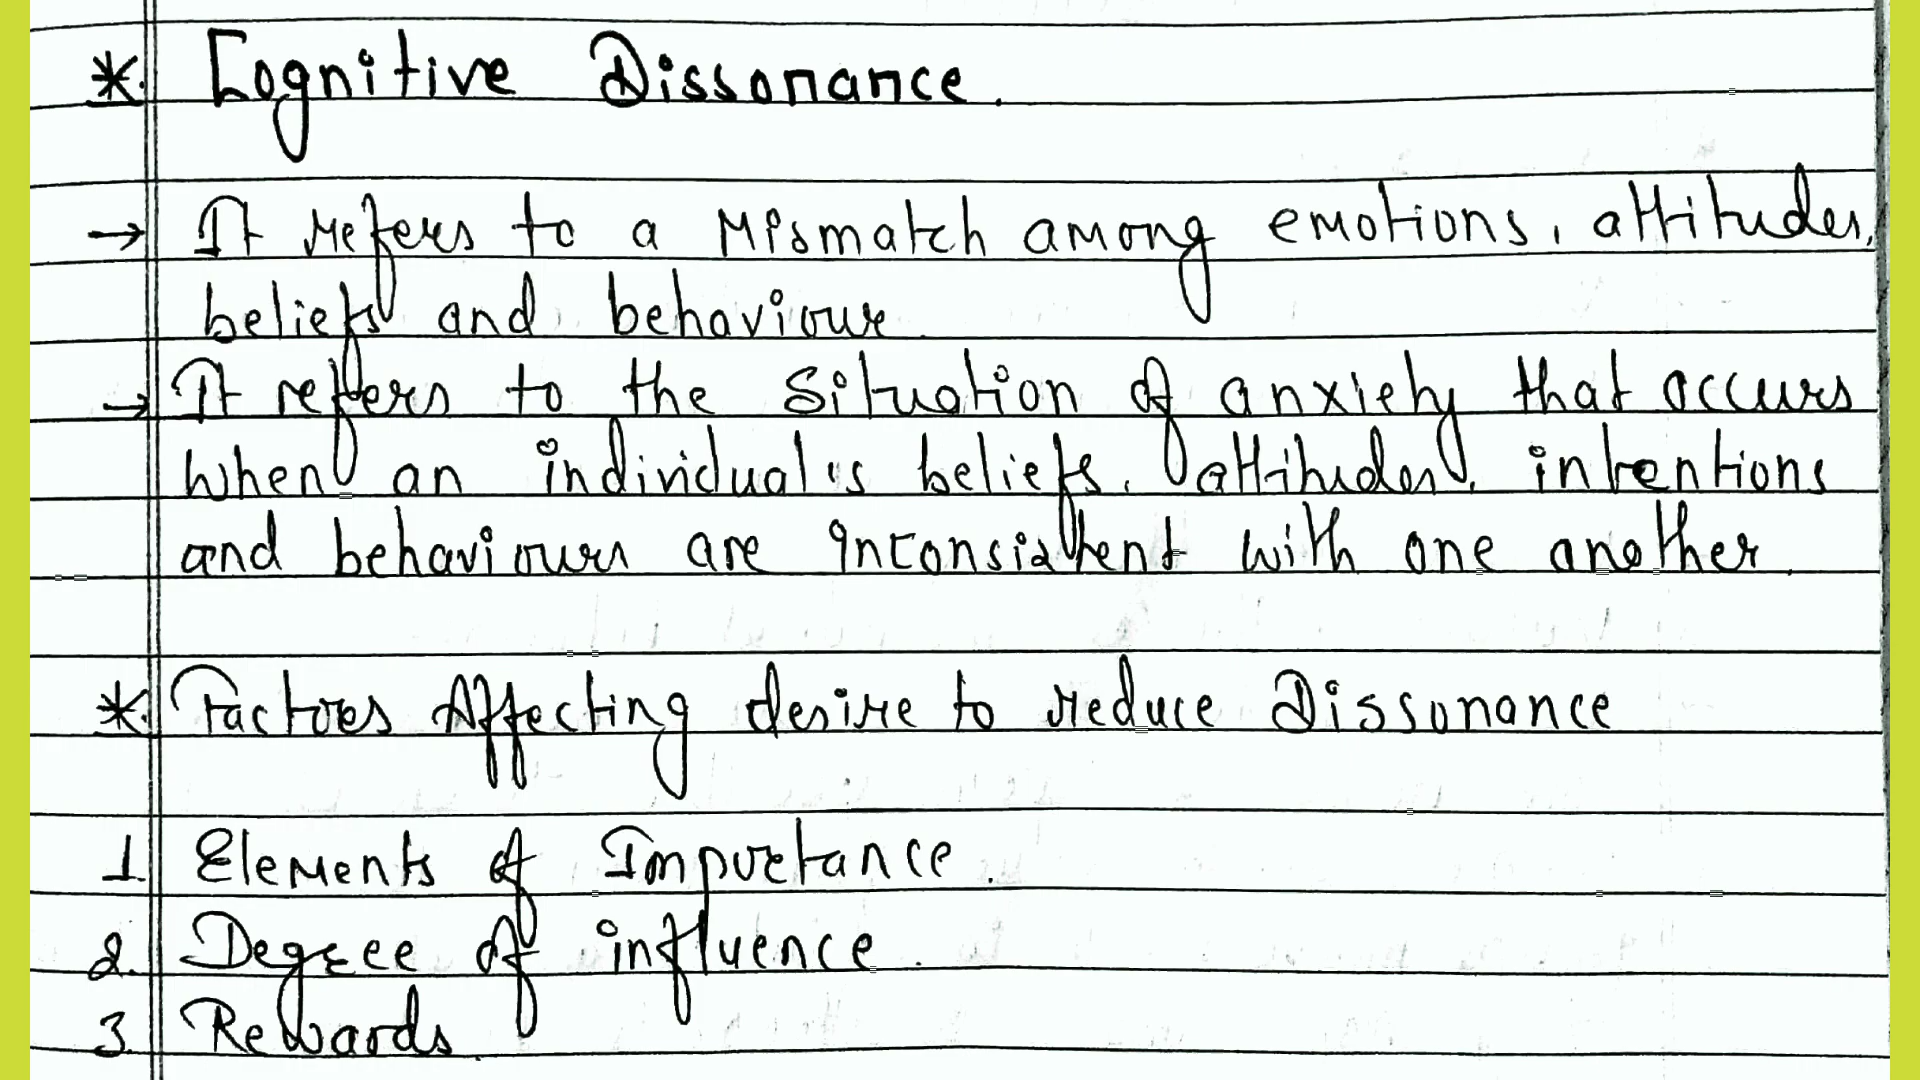 * Cognitive Dissonance.
→ It refers to a Mismatch among emotions, attitudes,
beliefs and behaviour.
→ It refers to the Situation of anxiety that occurs
When an individual's beliefs, attitudes, intentions
and behaviours are inconsistent with one another.
* Factors Affecting desire to reduce Dissonance
1. Elements of Importance.
2. Degree of influence.
3. Rewards.